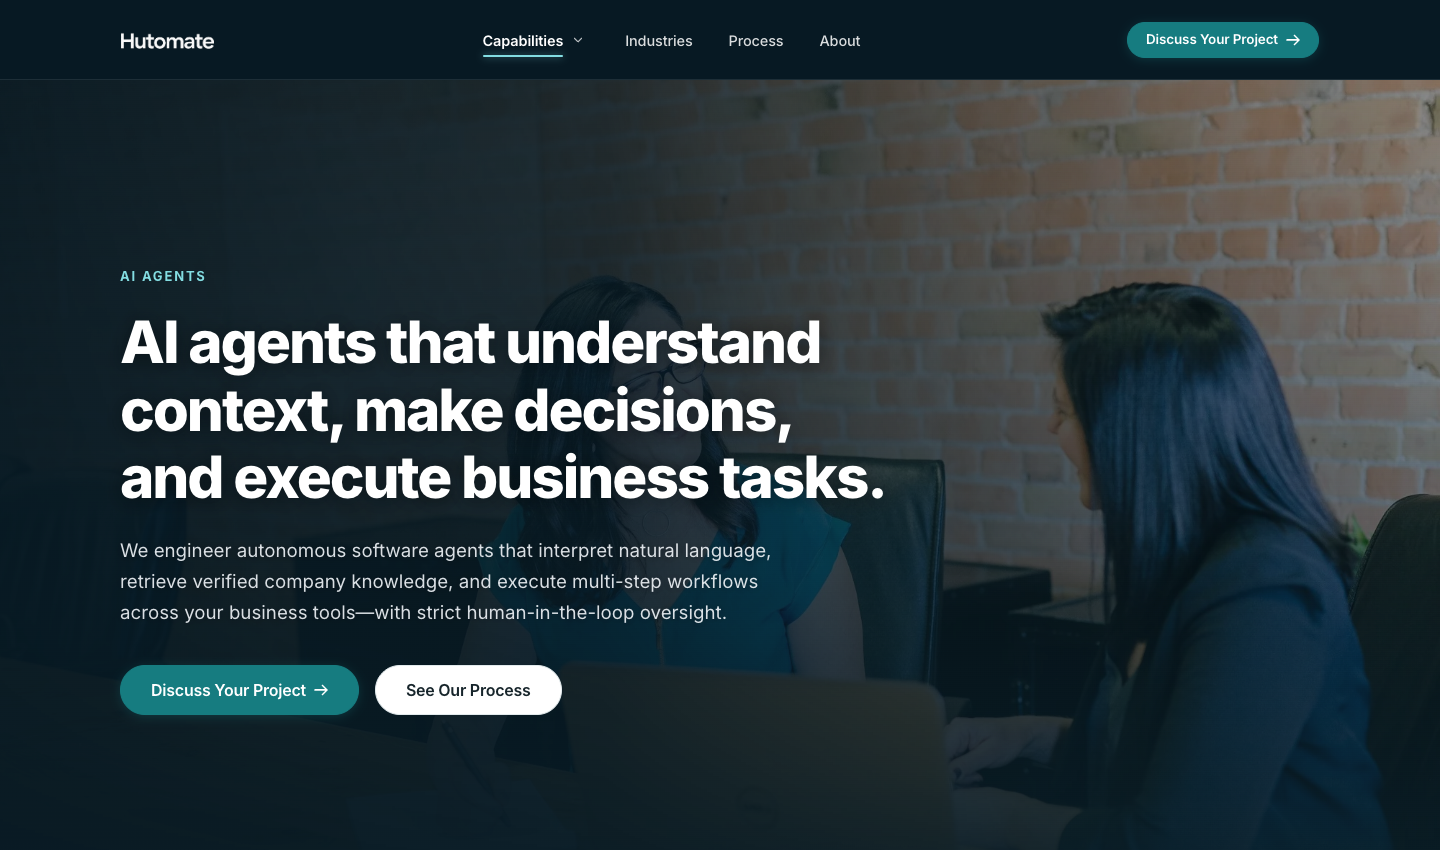 Hutomate
Capabilities
Industries
Process
About
Discuss Your Project →
AI AGENTS
AI agents that understand
context, make decisions,
and execute business tasks.
We engineer autonomous software agents that interpret natural language,
retrieve verified company knowledge, and execute multi-step workflows
across your business tools—with strict human-in-the-loop oversight.
Discuss Your Project →
See Our Process